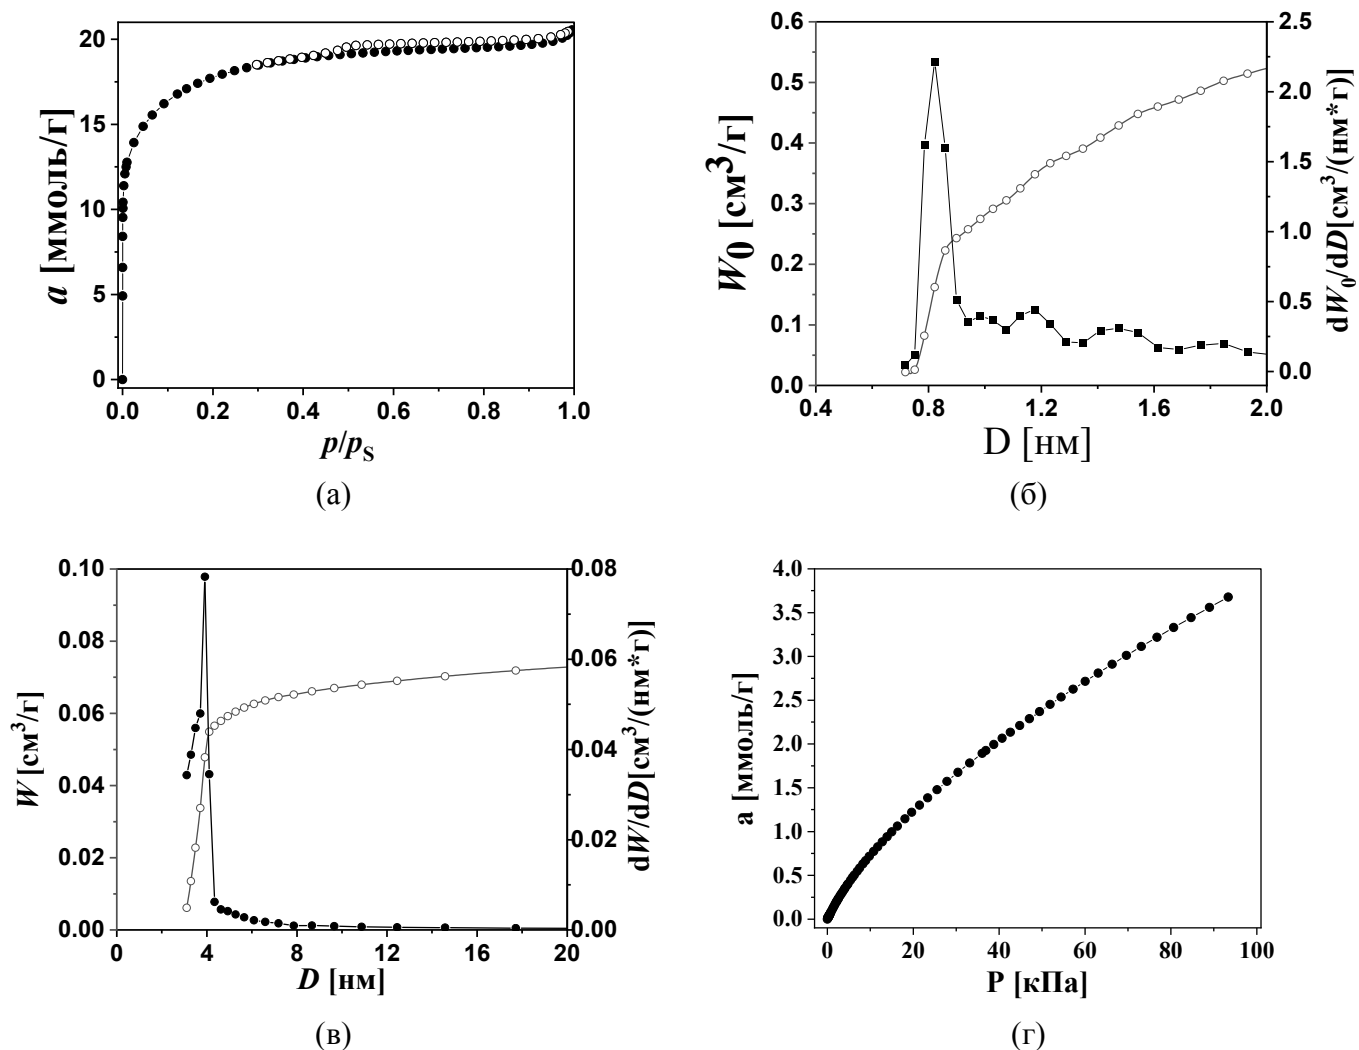 20
15
10
5
0
0.0 0.2 0.4 0.6 0.8 1.0
a [ммоль/г]
p/pS
(а)
0.6
0.5
0.4
0.3
0.2
0.1
0.0
2.5
2.0
1.5
1.0
0.5
0.0
0.4 0.8 1.2 1.6 2.0
W0 [см3/г]
dW0/dD[см3/(нм*г)]
D [нм]
(б)
0.10
0.08
0.06
0.04
0.02
0.00
0.08
0.06
0.04
0.02
0.00
0 4 8 12 16 20
W [см3/г]
dW/dD[см3/(нм*г)]
D [нм]
(в)
4.0
3.5
3.0
2.5
2.0
1.5
1.0
0.5
0.0
0 20 40 60 80 100
a [ммоль/г]
P [кПа]
(г)